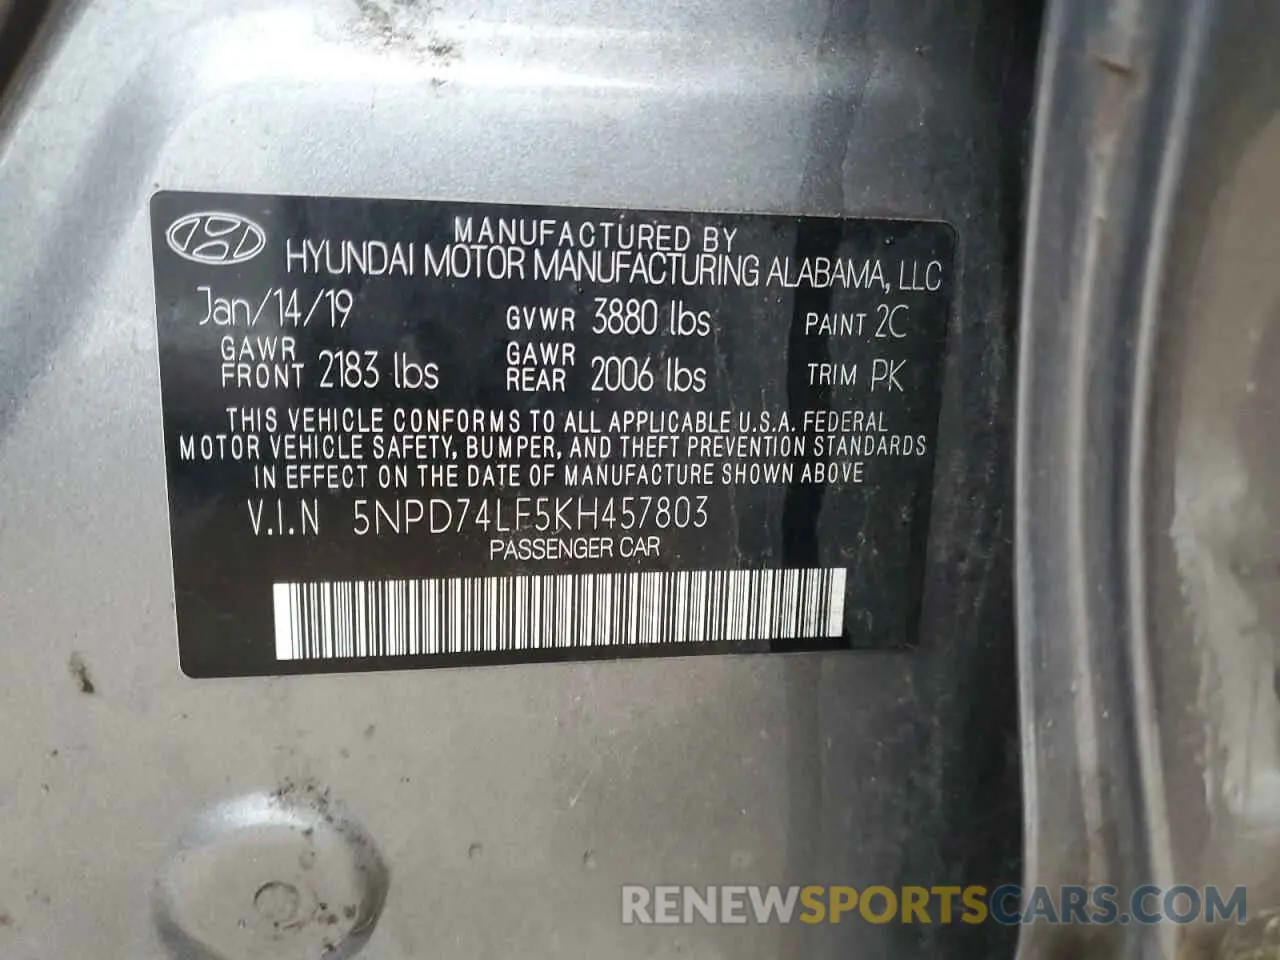 MANUFACTURED BY
HYUNDAI MOTOR MANUFACTURING ALABAMA, LLC
Jan/14/19 GVWR 3880 lbs PAINT 2C
GAWR FRONT 2183 lbs GAWR REAR 2006 lbs TRIM PK
THIS VEHICLE CONFORMS TO ALL APPLICABLE U.S.A. FEDERAL
MOTOR VEHICLE SAFETY, BUMPER, AND THEFT PREVENTION STANDARDS
IN EFFECT ON THE DATE OF MANUFACTURE SHOWN ABOVE
V.I.N 5NPD74LF5KH457803
PASSENGER CAR
RENEWSPORTSCARS.COM